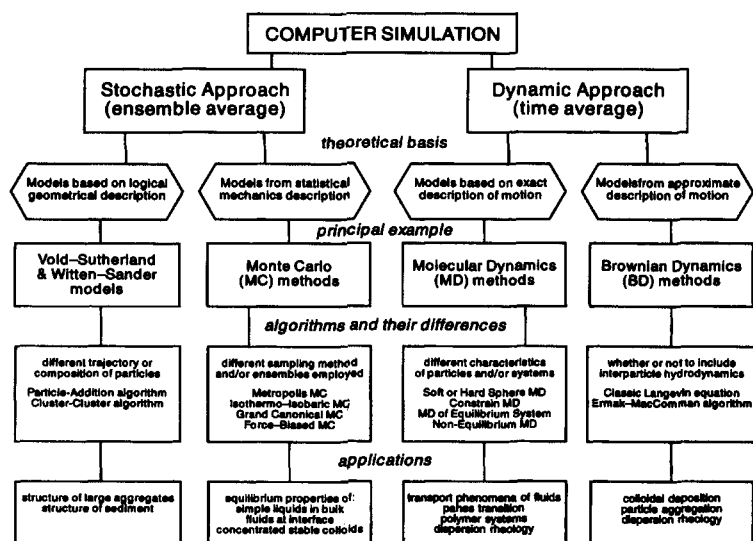 COMPUTER SIMULATION
Stochastic Approach
(ensemble average)
Dynamic Approach
(time average)
theoretical basis
Models based on logical
geometrical description
Models from statistical
mechanics description
Models based on exact
description of motion
Modelsfrom approximate
description of motion
principal example
Vold–Sutherland
& Witten–Sander
models
Monte Carlo
(MC) methods
Molecular Dynamics
(MD) methods
Brownian Dynamics
(BD) methods
algorithms and their differences
different trajectory or
composition of particles
Particle-Addition algorithm
Cluster-Cluster algorithm
different sampling method
and/or ensembles employed
Metropolis MC
Isothermo-Isobaric MC
Grand Canonical MC
Force-Biased MC
different characteristics
of particles and/or systems
Soft or Hard Sphere MD
Constrain MD
MD of Equilibrium System
Non-Equilibrium MD
whether or not to include
interparticle hydrodynamics
Classic Langevin equation
Ermak-MacComman algorithm
applications
structure of large aggregates
structure of sediment
equilibrium properties of:
simple liquids in bulk
fluids at interface
concentrated stable colloids
transport phenomena of fluids
pahes transition
polymer systems
dispersion rheology
colloidal deposition
particle aggregation
dispersion rheology